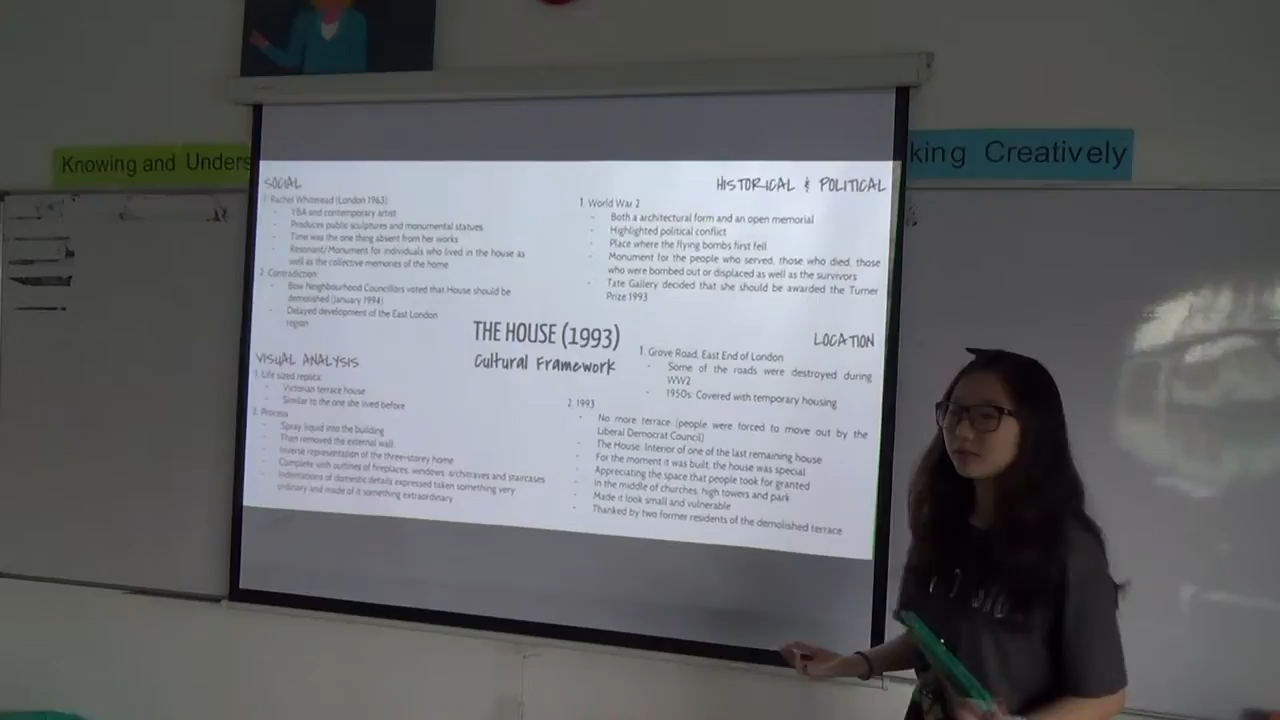 Knowing and Unders
king Creatively
SOCIAL
1. Rachel Whiteread (London 1963)
- YBA and contemporary artist
- Produces public sculptures and monumental statues
- Time was the one thing absent from her works
- Resonant/Monument for individuals who lived in the house as
well as the collective memories of the home
2. Contradiction:
- Bow Neighbourhood Councillors voted that House should be
demolished (January 1994)
- Delayed development of the East London
region
HISTORICAL & POLITICAL
1. World War 2
- Both a architectural form and an open memorial
- Highlighted political conflict
- Place where the flying bombs first fell
- Monument for the people who served, those who died, those
who were bombed out or displaced as well as the survivors
- Tate Gallery decided that she should be awarded the Turner
Prize 1993
THE HOUSE (1993)
Cultural Framework
VISUAL ANALYSIS
1. Life sized replica:
- Victorian terrace house
- Similar to the one she lived before
2. Process
- Spray liquid into the building
- Then removed the external wall
- Inverse representation of the three-storey home
- Complete with outlines of fireplaces, windows, architraves and staircases
- Indentations of domestic details expressed taken something very
ordinary and made of it something extraordinary
LOCATION
1. Grove Road, East End of London
- Some of the roads were destroyed during
WW2
- 1950s: Covered with temporary housing
2. 1993
- No more terrace (people were forced to move out by the
Liberal Democrat Council)
- The House: Interior of one of the last remaining house
- For the moment it was built, the house was special
- Appreciating the space that people took for granted
- In the middle of churches, high towers and park
- Made it look small and vulnerable
- Thanked by two former residents of the demolished terrace